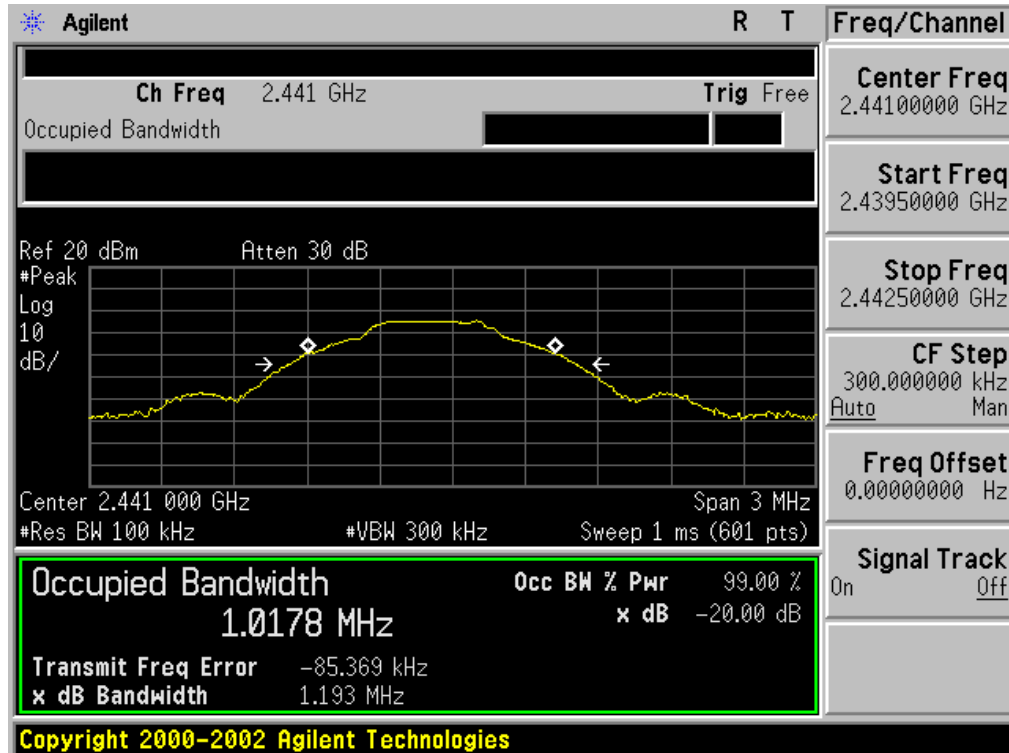 Agilent R T
Freq/Channel
Ch Freq 2.441 GHz Trig Free
Occupied Bandwidth
Center Freq
2.44100000 GHz
Start Freq
2.43950000 GHz
Stop Freq
2.44250000 GHz
CF Step
300.000000 kHz
Auto Man
Freq Offset
0.00000000 Hz
Signal Track
On Off
Ref 20 dBm Atten 30 dB
#Peak
Log
10
dB/
Center 2.441 000 GHz Span 3 MHz
#Res BW 100 kHz #VBW 300 kHz Sweep 1 ms (601 pts)
Occupied Bandwidth
1.0178 MHz
Occ BW % Pwr 99.00 %
x dB -20.00 dB
Transmit Freq Error -85.369 kHz
x dB Bandwidth 1.193 MHz
Copyright 2000-2002 Agilent Technologies